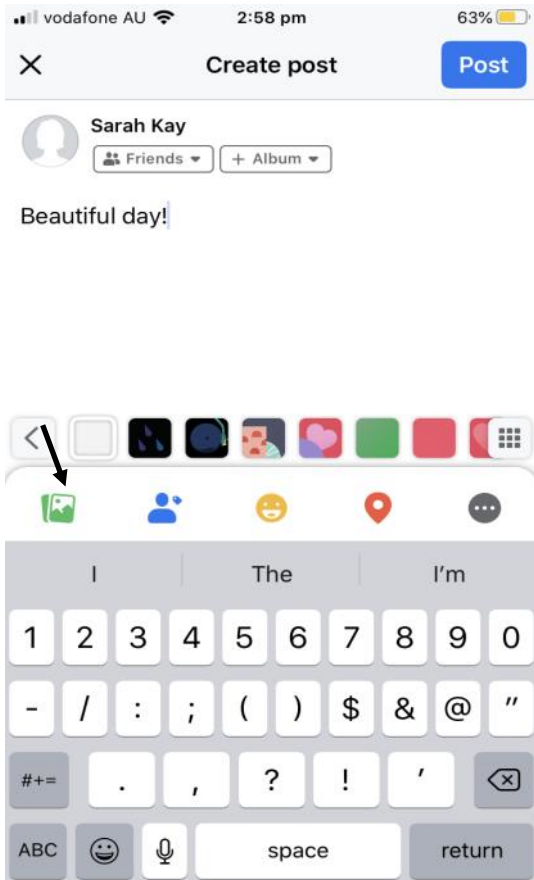 vodafone AU 2:58 pm 63%
Create post Post
Sarah Kay
Friends + Album
Beautiful day!
I The I'm
1 2 3 4 5 6 7 8 9 0
- / : ; ( ) $ & @ "
#+= . , ? ! '
ABC space return